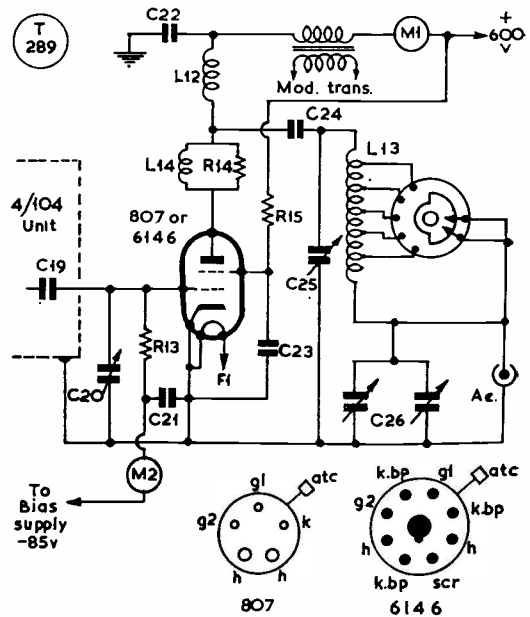 T
289
C22
M1
+
600
V
L12
Mod. trans.
C24
L13
L14
R14
4/104
Unit
807 or
6146
R15
C19
C25
R13
F1
C23
C20
C21
C26
Ae.
M2
To
Bias
supply
-85v
g1
atc
g2
k
h
h
807
k.bp
g1
atc
g2
k.bp
h
h
k.bp
scr
6146